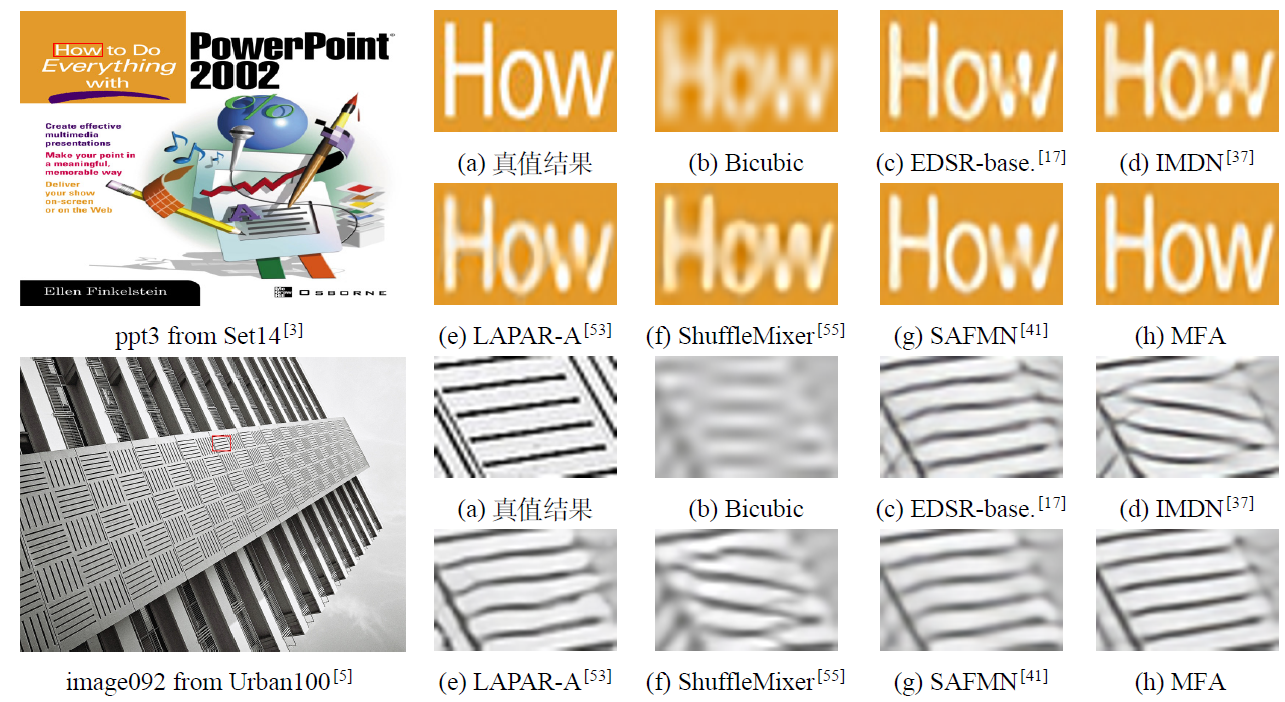 How to Do
Everything
with
PowerPoint
2002
Create effective
multimedia
presentations
Make your point in
a meaningful,
memorable way
Deliver
your show
on-screen
or on the Web
%
Ellen Finkelstein
OSBORNE
ppt3 from Set14[3]
How
How
How
How
(a) 真值结果
(b) Bicubic
(c) EDSR-base.[17]
(d) IMDN[37]
How
How
How
How
(e) LAPAR-A[53]
(f) ShuffleMixer[55]
(g) SAFMN[41]
(h) MFA
image092 from Urban100[5]
(a) 真值结果
(b) Bicubic
(c) EDSR-base.[17]
(d) IMDN[37]
(e) LAPAR-A[53]
(f) ShuffleMixer[55]
(g) SAFMN[41]
(h) MFA